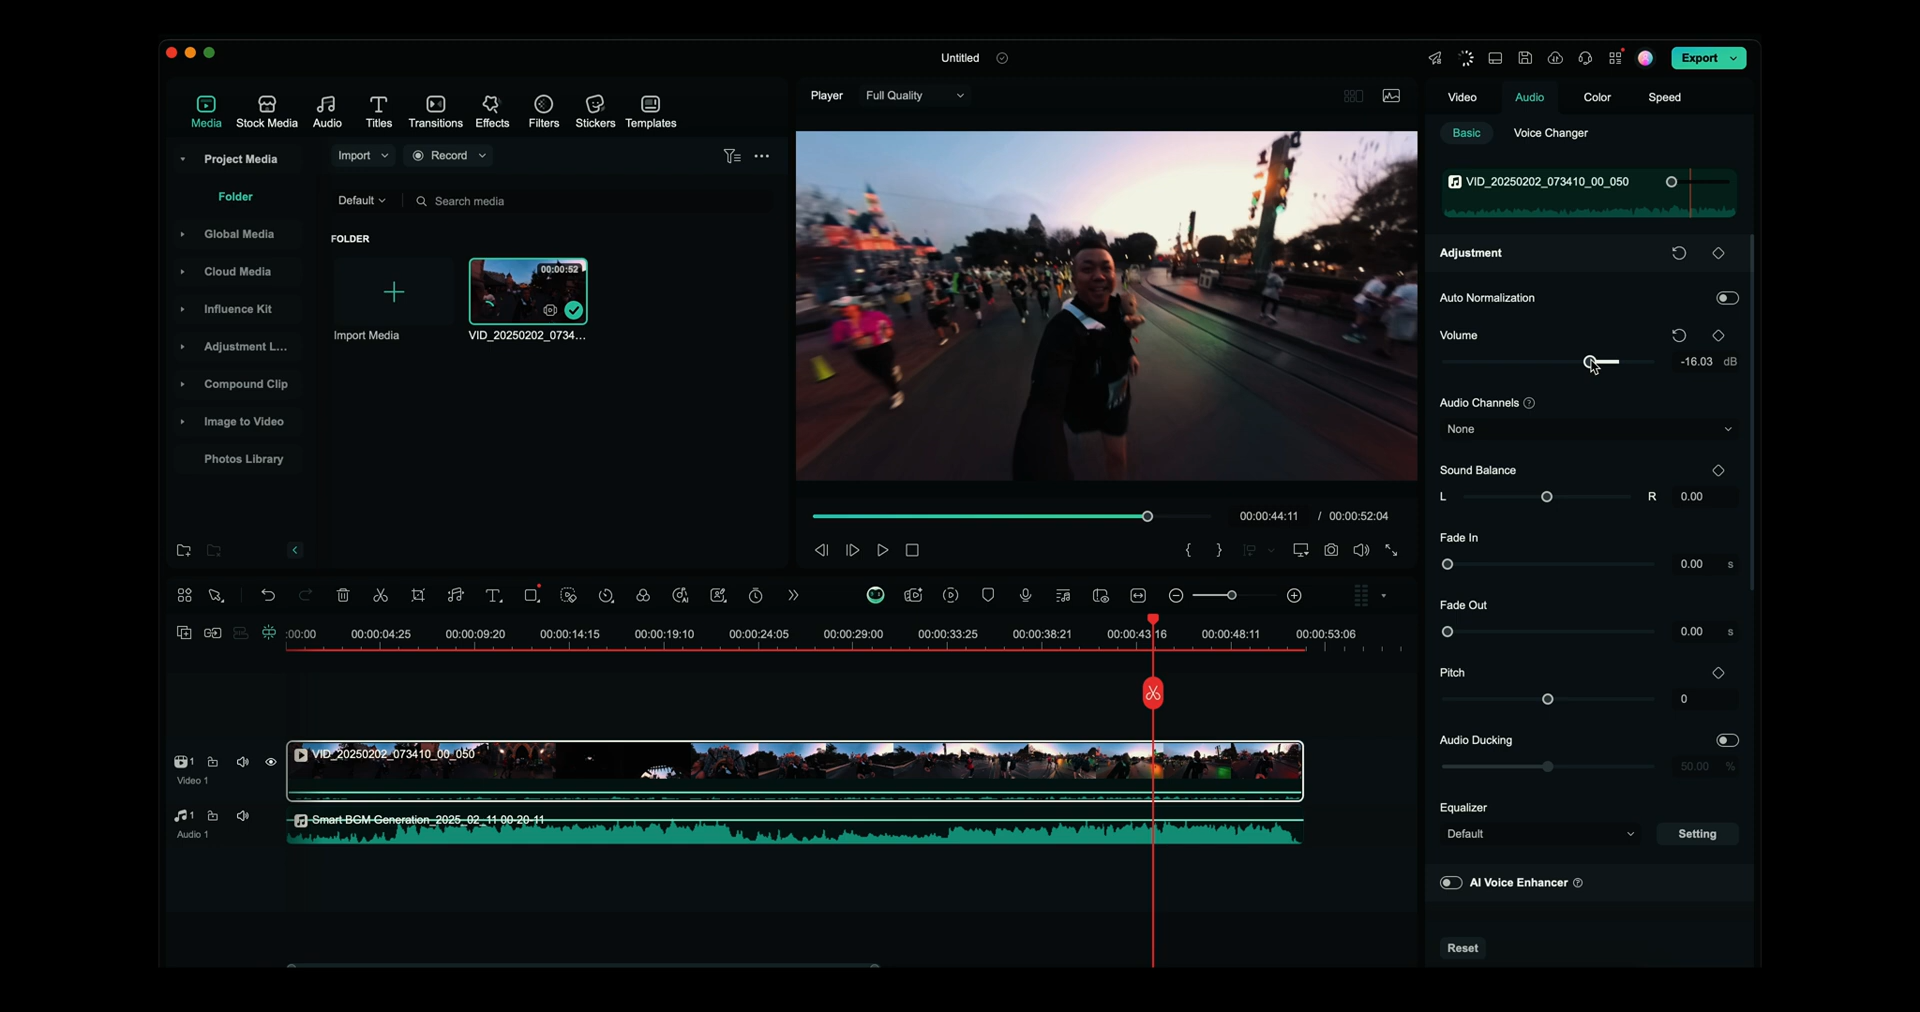 Untitled
Export
Media
Stock Media
Audio
Titles
Transitions
Effects
Filters
Stickers
Templates
Project Media
Folder
Global Media
Cloud Media
Influence Kit
Adjustment L...
Compound Clip
Image to Video
Photos Library
Import
Record
Default
Search media
FOLDER
Import Media
00:00:52
VID_20250202_0734...
Player
Full Quality
00:00:44:11 / 00:00:52:04
Video
Audio
Color
Speed
Basic
Voice Changer
VID_20250202_073410_00_050
Adjustment
Auto Normalization
Volume
-16.03 dB
Audio Channels
None
Sound Balance
L R 0.00
Fade In
0.00 s
Fade Out
0.00 s
Pitch
0
Audio Ducking
50.00 %
Equalizer
Default
Setting
AI Voice Enhancer
Reset
:00:00 00:00:04:25 00:00:09:20 00:00:14:15 00:00:19:10 00:00:24:05 00:00:29:00 00:00:33:25 00:00:38:21 00:00:43:16 00:00:48:11 00:00:53:06
1
Video 1
VID_20250202_073410_00_050
1
Audio 1
Smart BGM Generation_2025_02_11 00-20-11